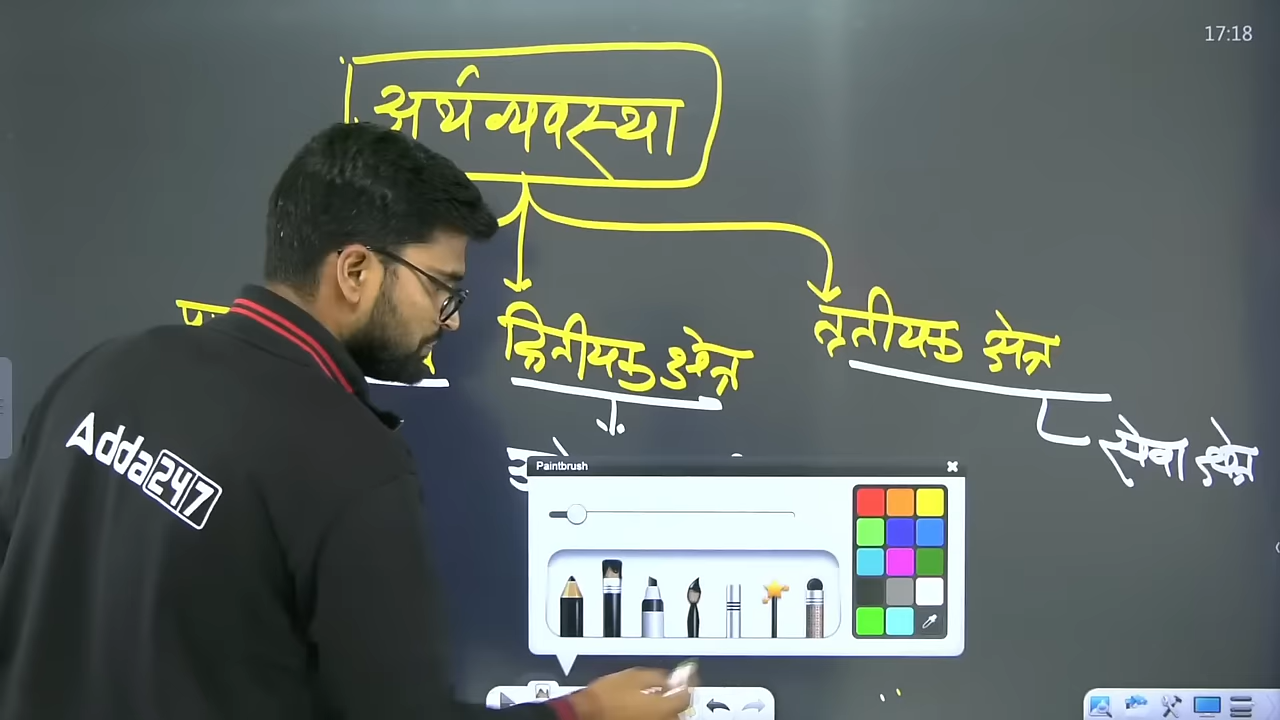 17:18
अर्थव्यवस्था
द्वितीयक क्षेत्र
तृतीयक क्षेत्र
सेवा क्षेत्र
Adda247
Paintbrush